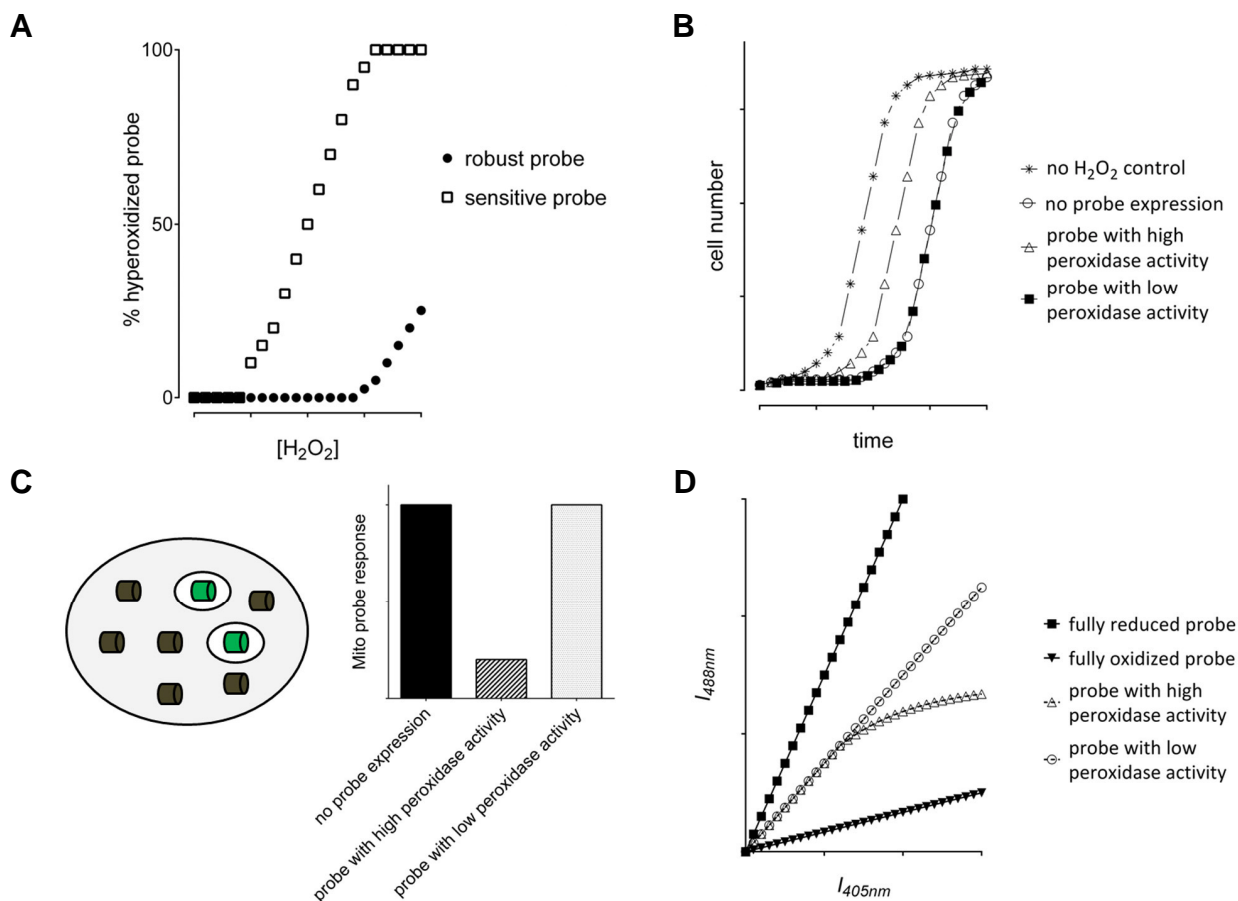 A
100
50
0
% hyperoxidized probe
[H₂O₂]
robust probe
sensitive probe
B
cell number
time
no H₂O₂ control
no probe expression
probe with high
peroxidase activity
probe with low
peroxidase activity
C
Mito probe response
no probe expression
probe with high peroxidase activity
probe with low peroxidase activity
D
I488nm
I405nm
fully reduced probe
fully oxidized probe
probe with high
peroxidase activity
probe with low
peroxidase activity